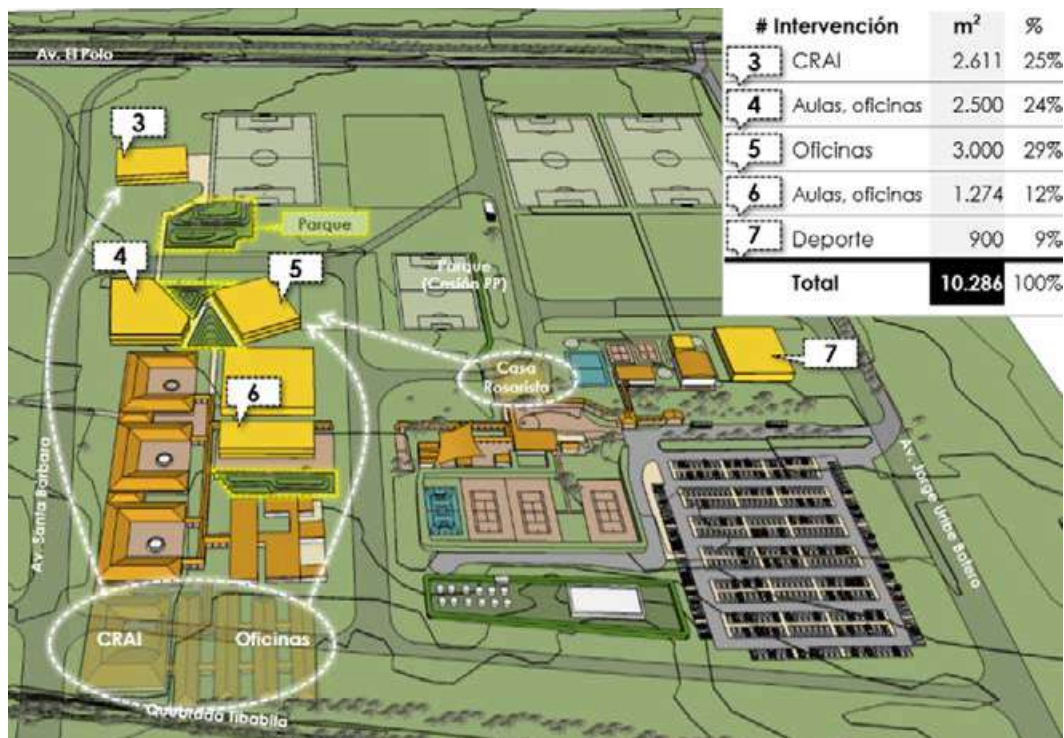 # Intervención m² %
3 CRAI 2.611 25%
4 Aulas, oficinas 2.500 24%
5 Oficinas 3.000 29%
6 Aulas, oficinas 1.274 12%
7 Deporte 900 9%
Total 10.286 100%
Av. El Polo
3
Parque
4
5
Parque
(Cesión PP)
7
Casa
Rosarista
6
Av. Santa Barbara
Av. Jorge Uribe Botero
CRAI
Oficinas
Quebrada Tibabita